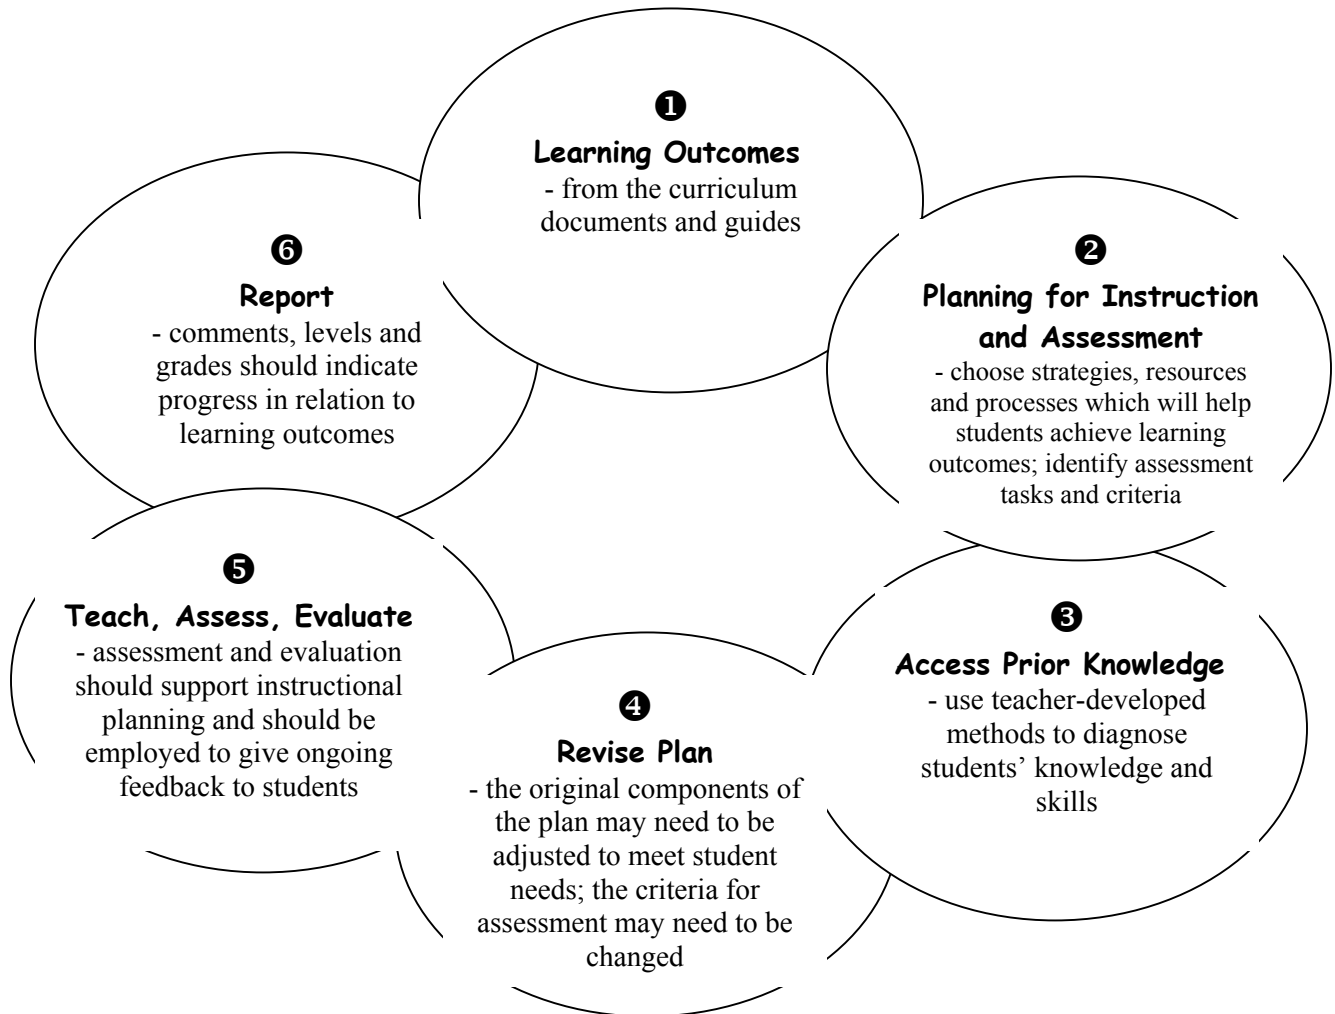 ❶
Learning Outcomes
- from the curriculum
documents and guides
❷
Planning for Instruction
and Assessment
- choose strategies, resources
and processes which will help
students achieve learning
outcomes; identify assessment
tasks and criteria
❸
Access Prior Knowledge
- use teacher-developed
methods to diagnose
students’ knowledge and
skills
❹
Revise Plan
- the original components of
the plan may need to be
adjusted to meet student
needs; the criteria for
assessment may need to be
changed
❺
Teach, Assess, Evaluate
- assessment and evaluation
should support instructional
planning and should be
employed to give ongoing
feedback to students
❻
Report
- comments, levels and
grades should indicate
progress in relation to
learning outcomes